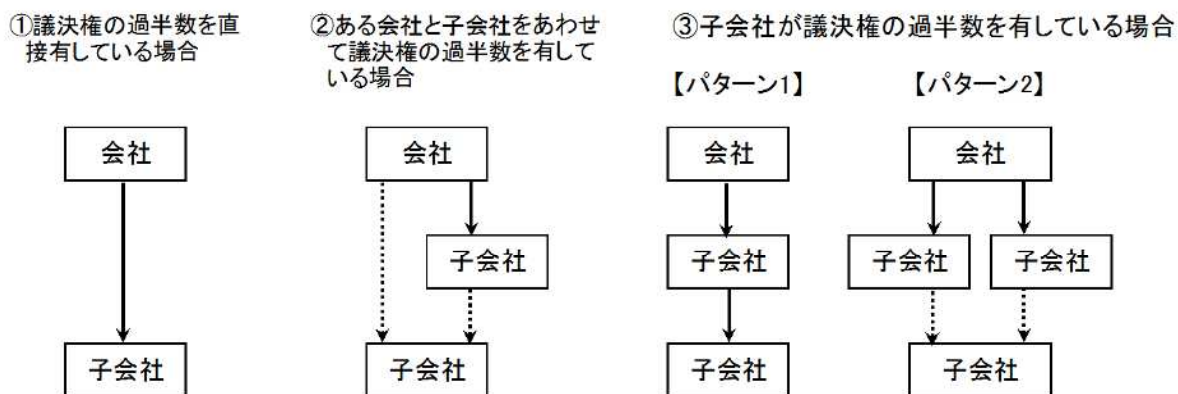 ①議決権の過半数を直
接有している場合
②ある会社と子会社をあわせ
て議決権の過半数を有して
いる場合
③子会社が議決権の過半数を有している場合
【パターン1】
【パターン2】
会社
子会社
会社
子会社
子会社
会社
子会社
子会社
会社
子会社
子会社
子会社